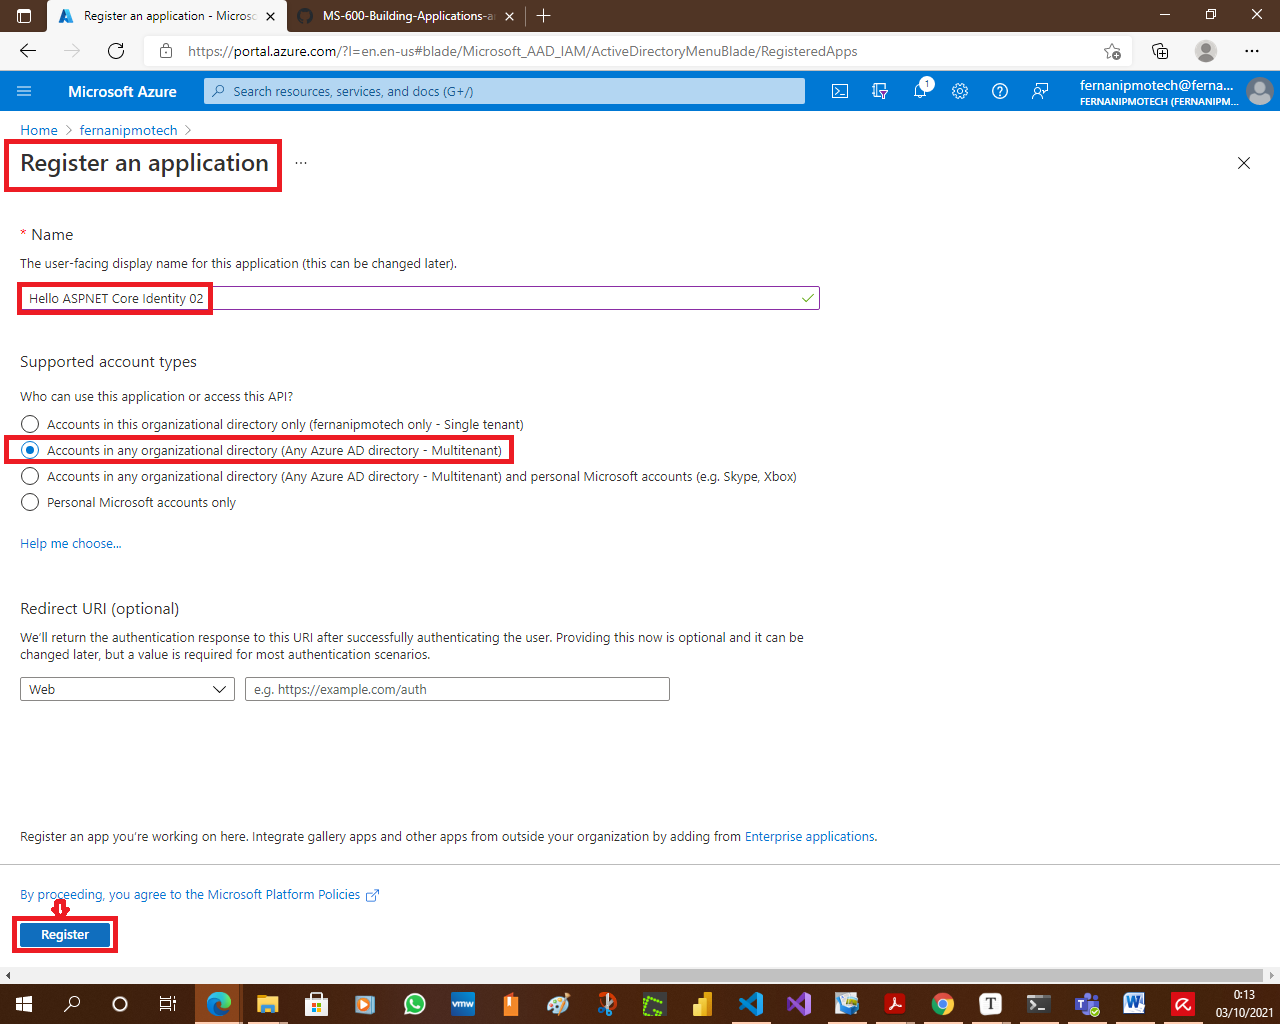 Register an application - Microso
MS-600-Building-Applications-a
https://portal.azure.com/?l=en.en-us#blade/Microsoft_AAD_IAM/ActiveDirectoryMenuBlade/RegisteredApps
Microsoft Azure
Search resources, services, and docs (G+/)
1
fernanipmotech@ferna...
FERNANIPMOTECH (FERNANIPM...
Home > fernanipmotech >
Register an application ...
* Name
The user-facing display name for this application (this can be changed later).
Hello ASPNET Core Identity 02
Supported account types
Who can use this application or access this API?
Accounts in this organizational directory only (fernanipmotech only - Single tenant)
Accounts in any organizational directory (Any Azure AD directory - Multitenant)
Accounts in any organizational directory (Any Azure AD directory - Multitenant) and personal Microsoft accounts (e.g. Skype, Xbox)
Personal Microsoft accounts only
Help me choose...
Redirect URI (optional)
We'll return the authentication response to this URI after successfully authenticating the user. Providing this now is optional and it can be
changed later, but a value is required for most authentication scenarios.
Web
e.g. https://example.com/auth
Register an app you're working on here. Integrate gallery apps and other apps from outside your organization by adding from Enterprise applications.
By proceeding, you agree to the Microsoft Platform Policies
Register
vmw
T
W
0:13
03/10/2021